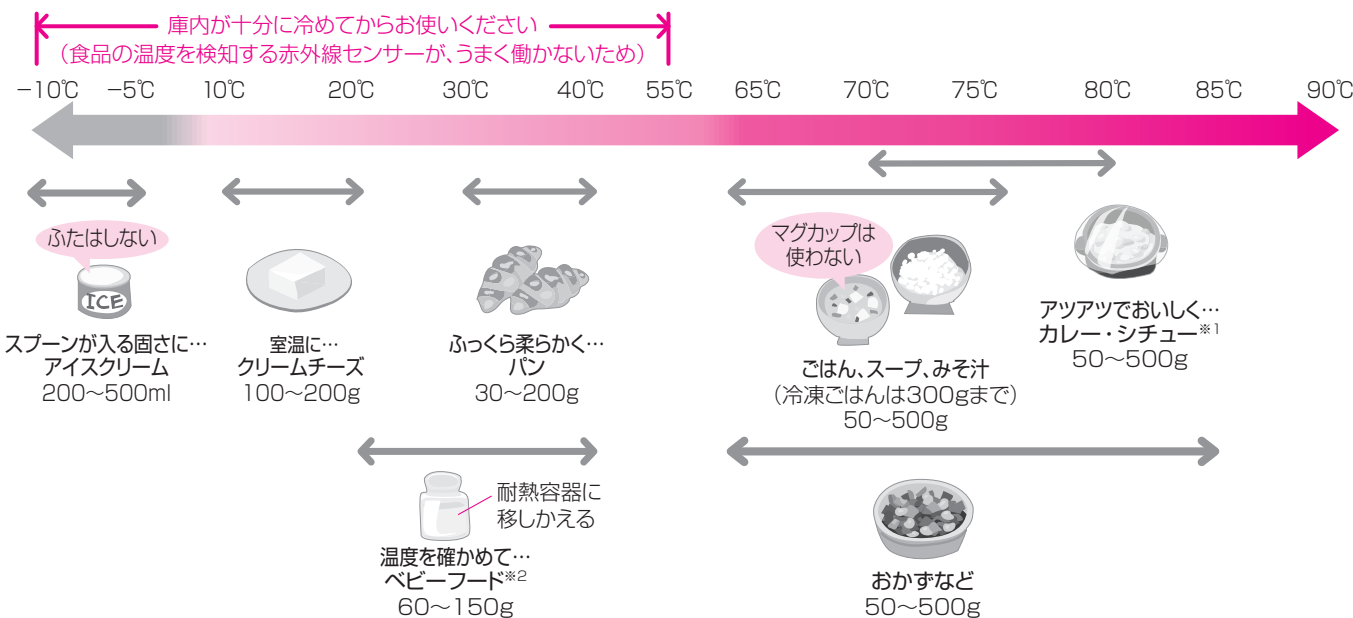 庫内が十分に冷めてからお使いください
(食品の温度を検知する赤外線センサーが、うまく働かないため)
−10℃ −5℃ 10℃ 20℃ 30℃ 40℃ 55℃ 65℃ 70℃ 75℃ 80℃ 85℃ 90℃
ふたはしない
ICE
スプーンが入る固さに…
アイスクリーム
200〜500ml
室温に…
クリームチーズ
100〜200g
ふっくら柔らかく…
パン
30〜200g
マグカップは
使わない
ごはん、スープ、みそ汁
(冷凍ごはんは300gまで)
50〜500g
アツアツでおいしく…
カレー・シチュー※1
50〜500g
耐熱容器に
移しかえる
温度を確かめて…
ベビーフード※2
60〜150g
おかずなど
50〜500g